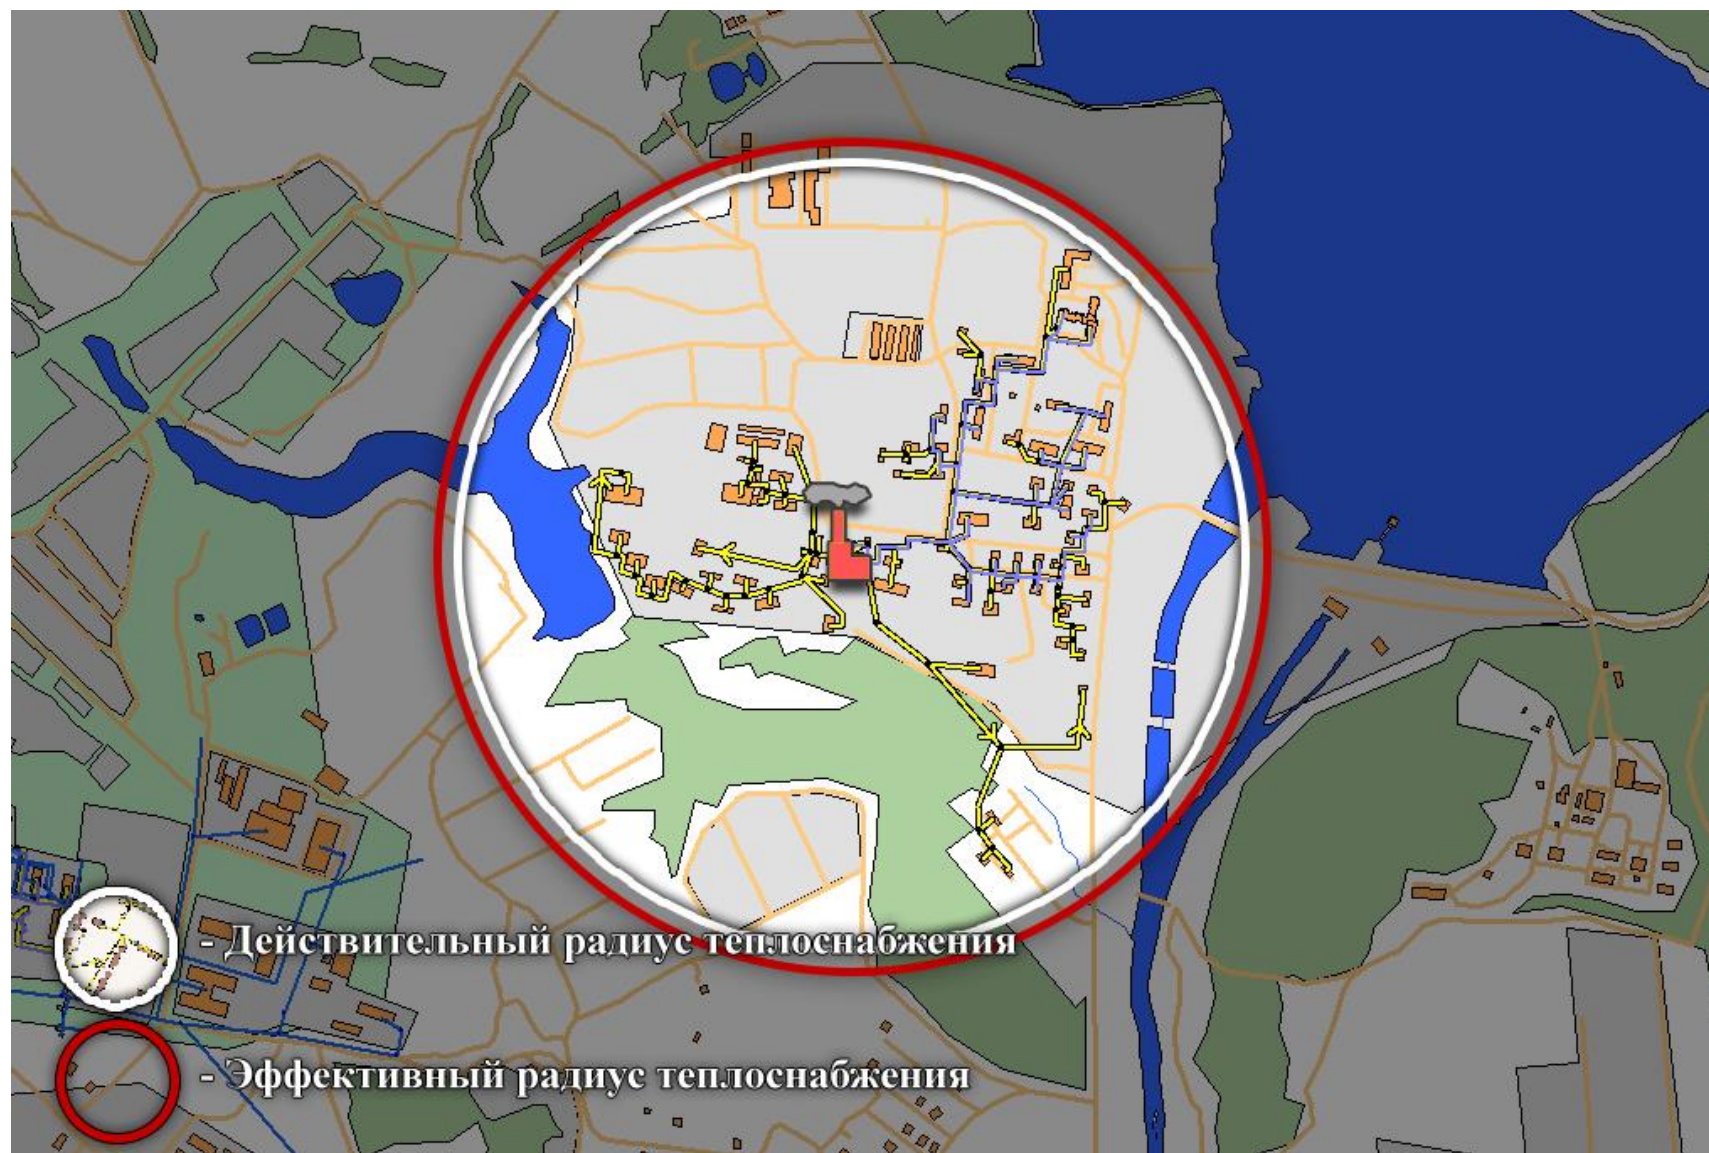 - Действительный радиус теплоснабжения
- Эффективный радиус теплоснабжения